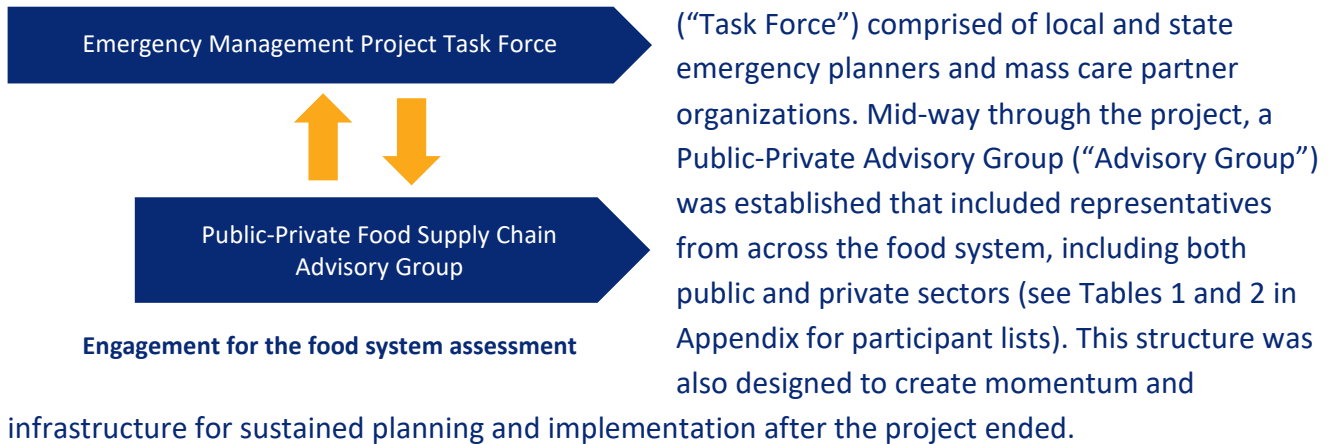 Emergency Management Project Task Force
Public-Private Food Supply Chain
Advisory Group
Engagement for the food system assessment
(“Task Force”) comprised of local and state
emergency planners and mass care partner
organizations. Mid-way through the project, a
Public-Private Advisory Group (“Advisory Group”)
was established that included representatives
from across the food system, including both
public and private sectors (see Tables 1 and 2 in
Appendix for participant lists). This structure was
also designed to create momentum and
infrastructure for sustained planning and implementation after the project ended.